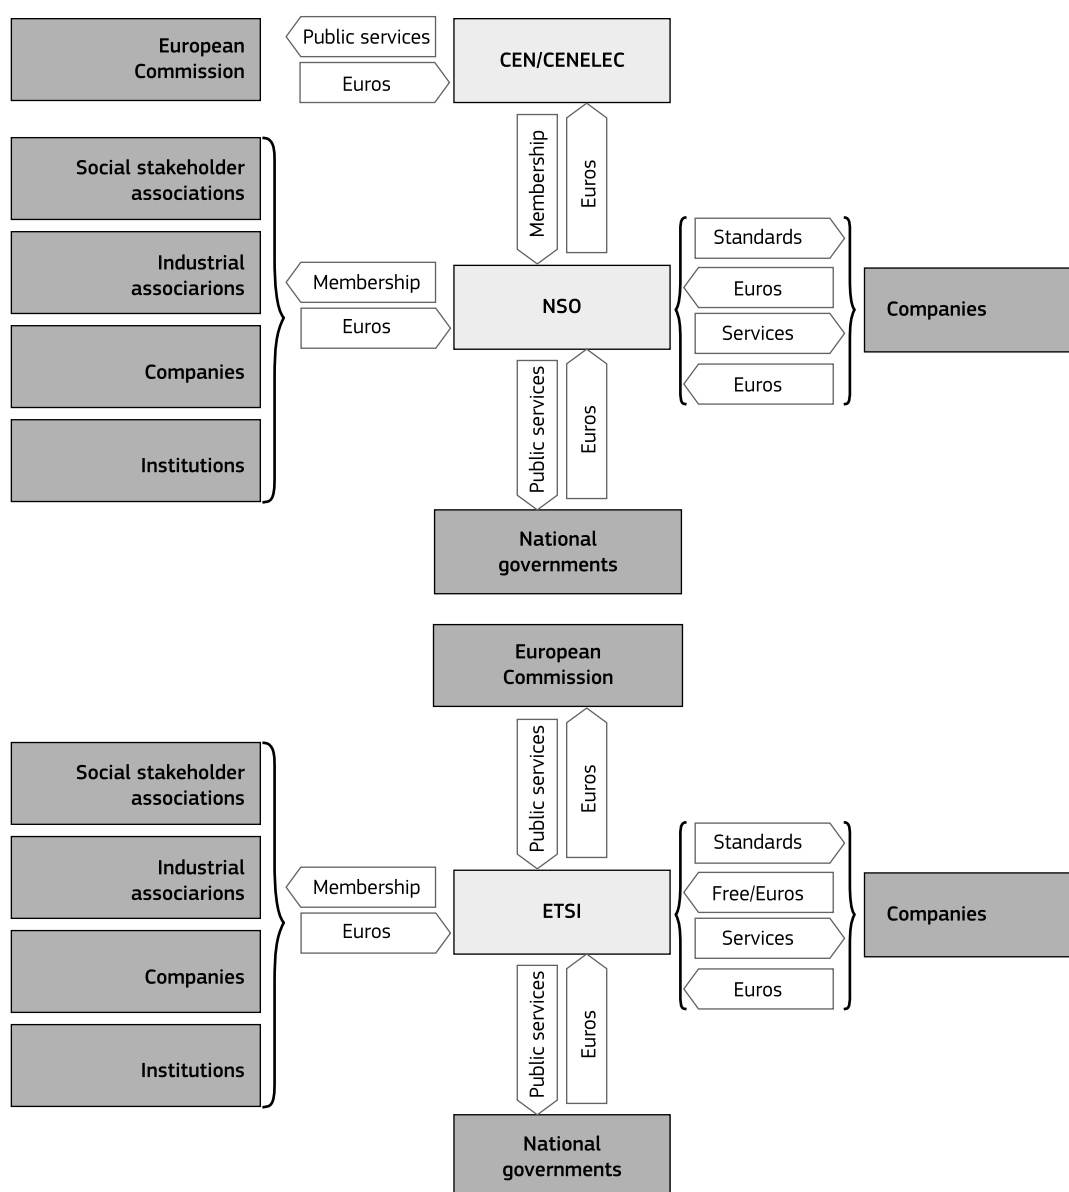 European
Commission
Public services
Euros
CEN/CENELEC
Membership
Euros
Social stakeholder
associations
Industrial
associarions
Companies
Institutions
Membership
Euros
NSO
Standards
Euros
Services
Euros
Companies
Public services
Euros
National
governments
European
Commission
Public services
Euros
Social stakeholder
associations
Industrial
associarions
Companies
Institutions
Membership
Euros
ETSI
Standards
Free/Euros
Services
Euros
Companies
Public services
Euros
National
governments